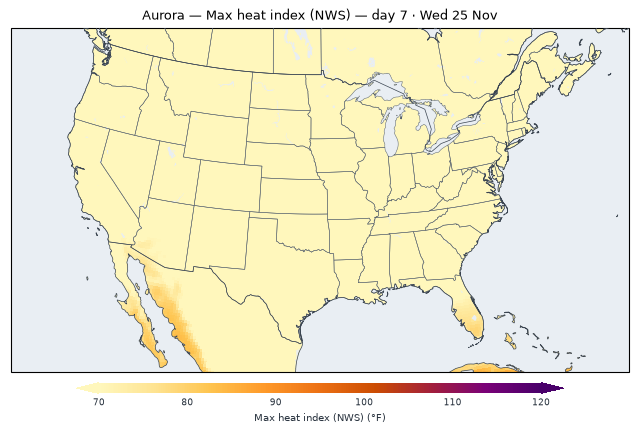 Aurora — Max heat index (NWS) — day 7 · Wed 25 Nov
70 80 90 100 110 120
Max heat index (NWS) (°F)